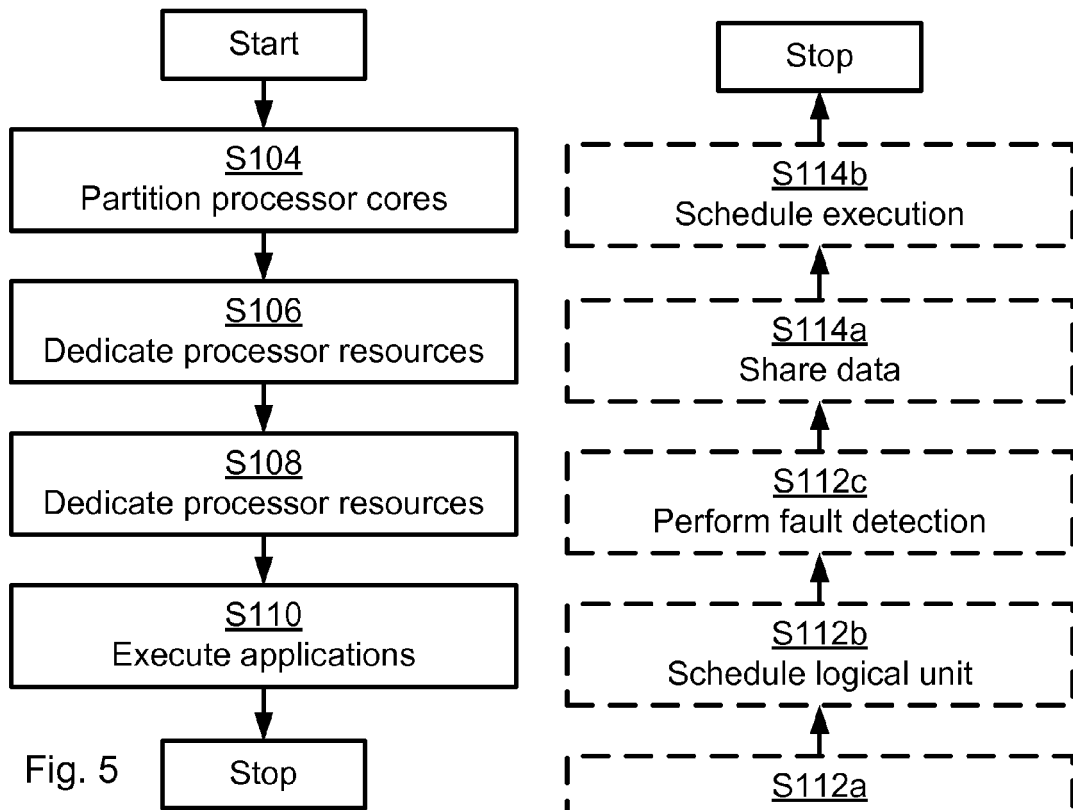 Start
S104
Partition processor cores
S106
Dedicate processor resources
S108
Dedicate processor resources
S110
Execute applications
Stop
Fig. 5
Stop
S114b
Schedule execution
S114a
Share data
S112c
Perform fault detection
S112b
Schedule logical unit
S112a